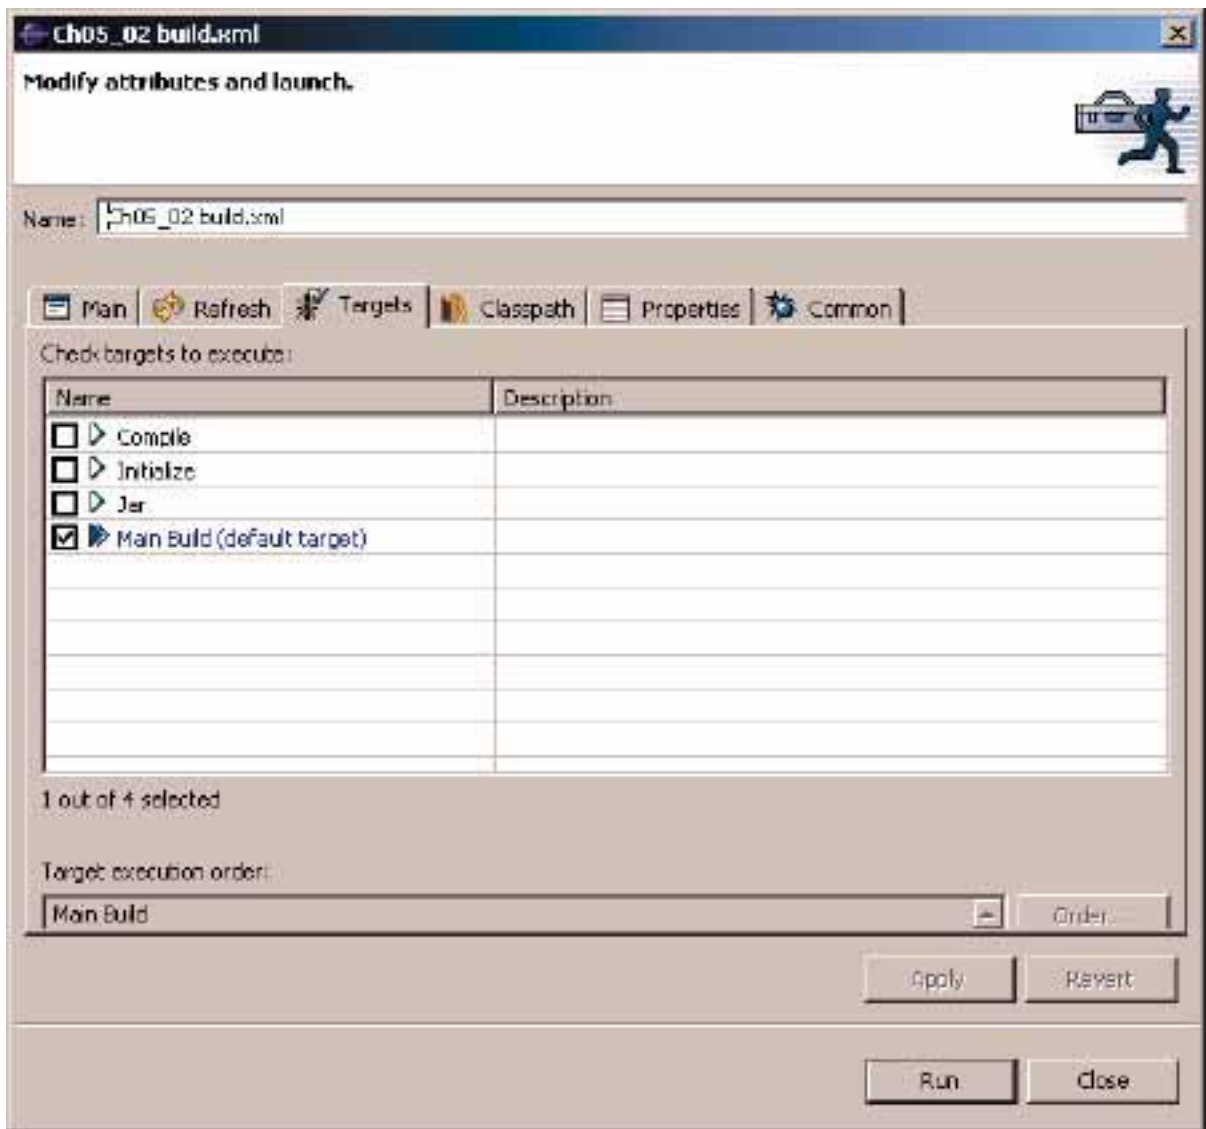 Ch05_02 build.xml
Modify attributes and launch.
Name: Ch05_02 build.xml
Main Refresh Targets Classpath Properties Common
Check targets to execute:
Name Description
Compile
Initialize
Jar
Main Build (default target)
1 out of 4 selected
Target execution order:
Main Build Order...
Apply Revert
Run Close